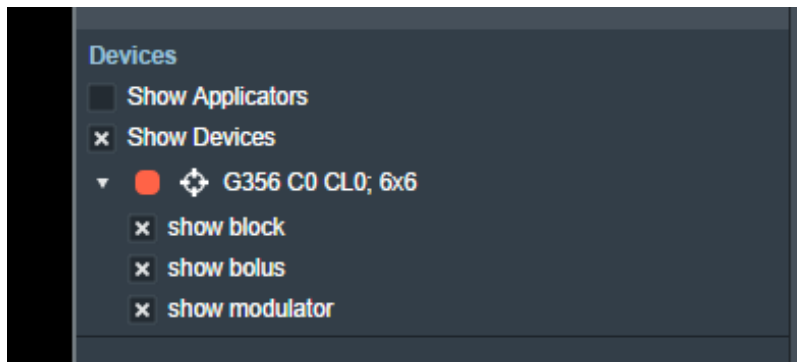 Devices
Show Applicators
Show Devices
G356 C0 CL0; 6x6
show block
show bolus
show modulator